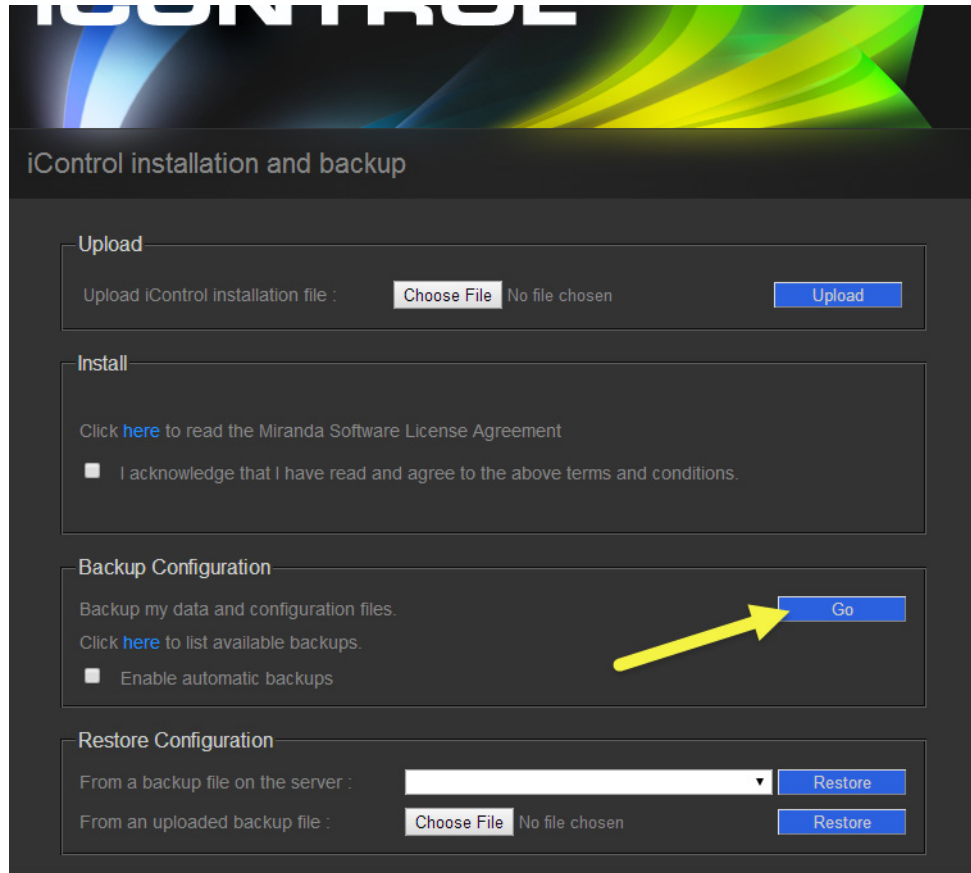 iCONTROL
iControl installation and backup
Upload
Upload iControl installation file : Choose File No file chosen Upload
Install
Click here to read the Miranda Software License Agreement
I acknowledge that I have read and agree to the above terms and conditions.
Backup Configuration
Backup my data and configuration files. Go
Click here to list available backups.
Enable automatic backups
Restore Configuration
From a backup file on the server : Restore
From an uploaded backup file : Choose File No file chosen Restore